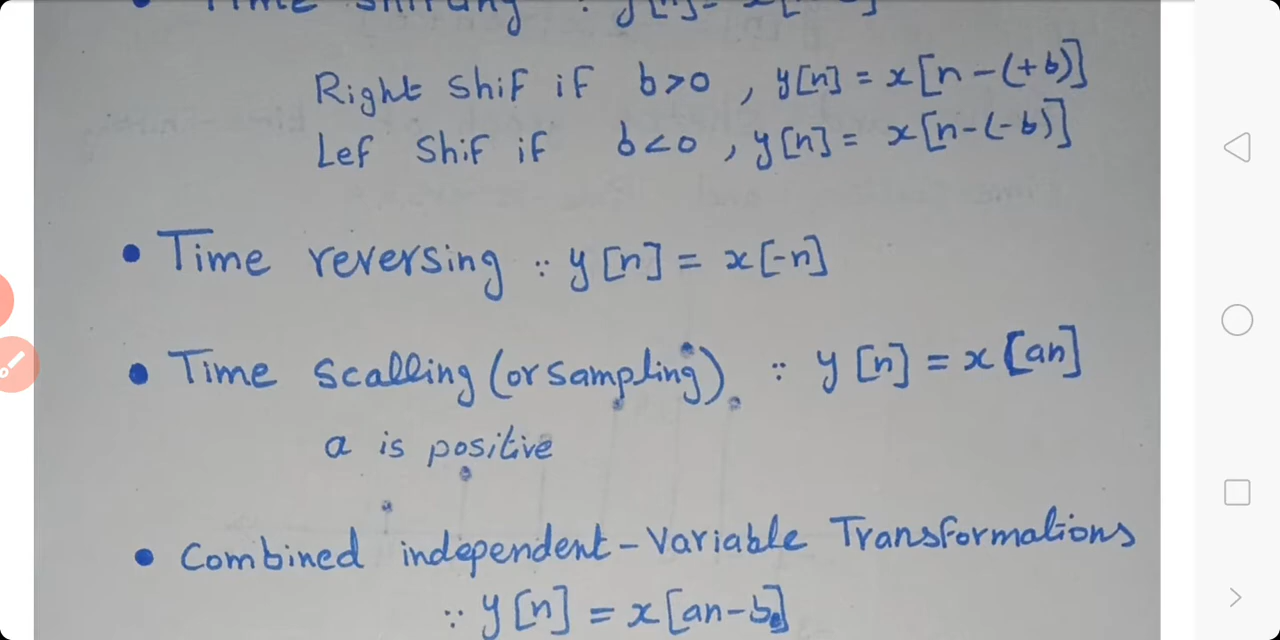 Right Shif if b>0, y[n] = x[n-(+b)]
Lef Shif if b<0, y[n] = x[n-(-b)]
• Time reversing :: y[n] = x[-n]
• Time scalling (or sampling). :: y[n] = x[an]
a is positive
• Combined independent-Variable Transformations
:: y[n] = x[an-b]